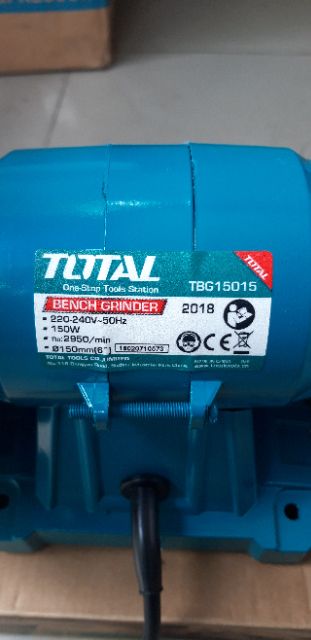 TOTAL
One-Stop Tools Station
TBG15015
TOTAL
BENCH GRINDER
2018
• 220-240V~50Hz
• 150W
• n₀: 2950/min
• Ø150mm(6")
TOTAL TOOLS CO.,LIMITED